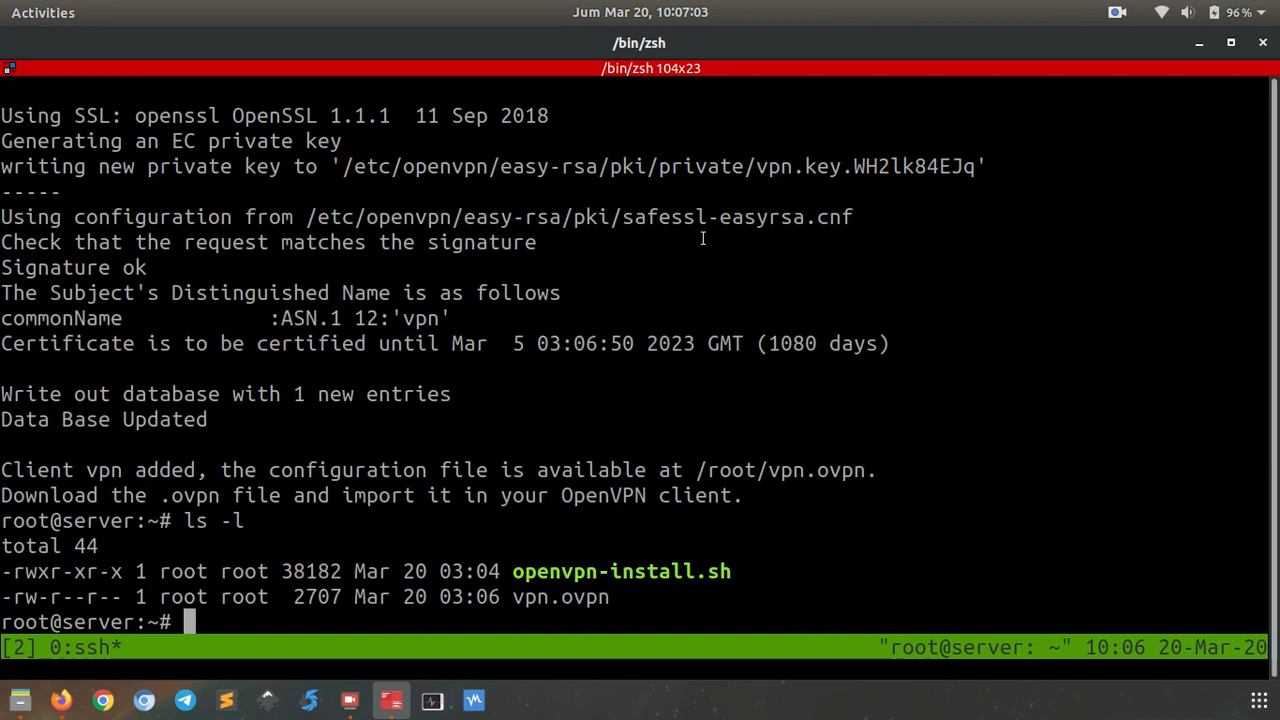 Activities
Jum Mar 20, 10:07:03
96%
/bin/zsh
/bin/zsh 104x23
Using SSL: openssl OpenSSL 1.1.1  11 Sep 2018
Generating an EC private key
writing new private key to '/etc/openvpn/easy-rsa/pki/private/vpn.key.WH2lk84EJq'
-----
Using configuration from /etc/openvpn/easy-rsa/pki/safessl-easyrsa.cnf
Check that the request matches the signature
Signature ok
The Subject's Distinguished Name is as follows
commonName            :ASN.1 12:'vpn'
Certificate is to be certified until Mar  5 03:06:50 2023 GMT (1080 days)
Write out database with 1 new entries
Data Base Updated
Client vpn added, the configuration file is available at /root/vpn.ovpn.
Download the .ovpn file and import it in your OpenVPN client.
root@server:~# ls -l
total 44
-rwxr-xr-x 1 root root 38182 Mar 20 03:04 openvpn-install.sh
-rw-r--r-- 1 root root  2707 Mar 20 03:06 vpn.ovpn
root@server:~#
[2] 0:ssh* "root@server: ~" 10:06 20-Mar-20